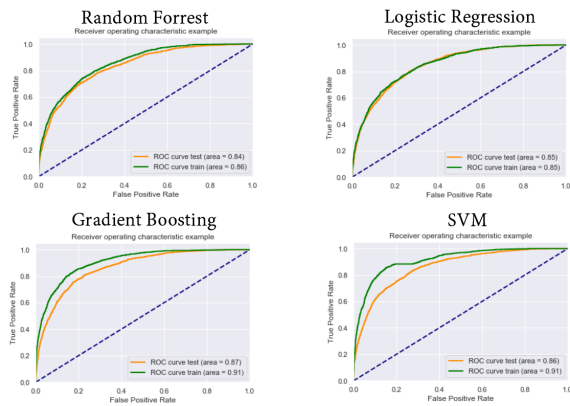 Random Forrest
Receiver operating characteristic example
1.0
0.8
0.6
0.4
0.2
0.0
True Positive Rate
ROC curve test (area = 0.84)
ROC curve train (area = 0.86)
0.0 0.2 0.4 0.6 0.8 1.0
False Positive Rate
Logistic Regression
Receiver operating characteristic example
1.0
0.8
0.6
0.4
0.2
0.0
True Positive Rate
ROC curve test (area = 0.85)
ROC curve train (area = 0.85)
0.0 0.2 0.4 0.6 0.8 1.0
False Positive Rate
Gradient Boosting
Receiver operating characteristic example
1.0
0.8
0.6
0.4
0.2
0.0
True Positive Rate
ROC curve test (area = 0.87)
ROC curve train (area = 0.91)
0.0 0.2 0.4 0.6 0.8 1.0
False Positive Rate
SVM
Receiver operating characteristic example
1.0
0.8
0.6
0.4
0.2
0.0
True Positive Rate
ROC curve test (area = 0.86)
ROC curve train (area = 0.91)
0.0 0.2 0.4 0.6 0.8 1.0
False Positive Rate